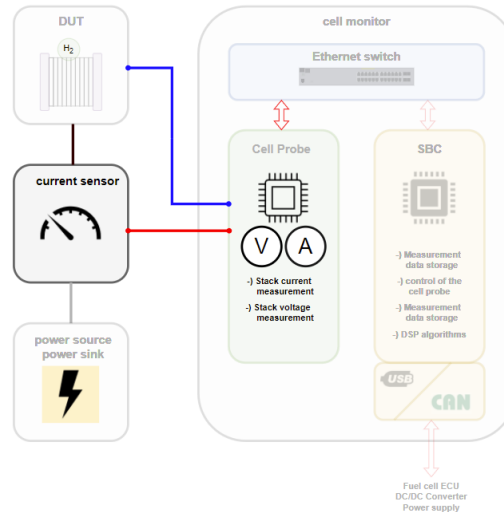 DUT
H2
current sensor
power source
power sink
cell monitor
Ethernet switch
Cell Probe
V
A
-) Stack current
measurement
-) Stack voltage
measurement
SBC
-) Measurement
data storage
-) control of the
cell probe
-) Measurement
data storage
-) DSP algorithms
USB
CAN
Fuel cell ECU
DC/DC Converter
Power supply